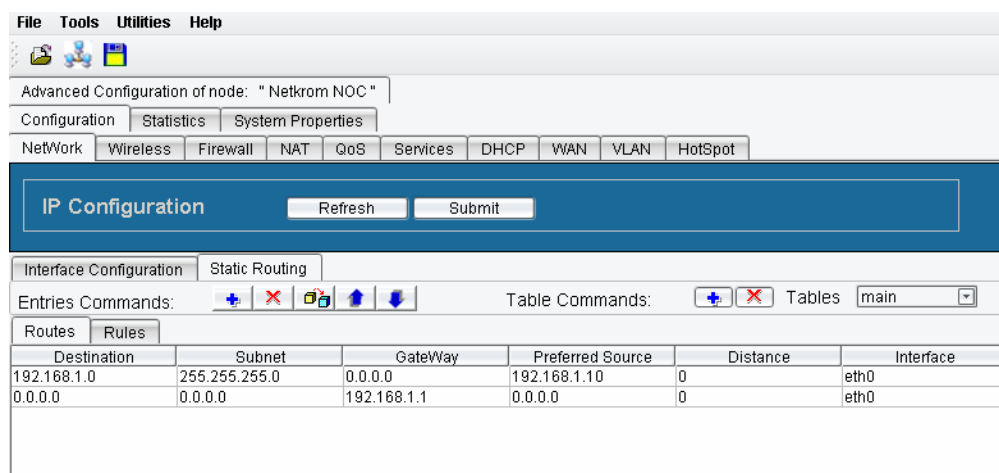 File Tools Utilities Help
Advanced Configuration of node: " Netkrom NOC "
Configuration Statistics System Properties
NetWork Wireless Firewall NAT QoS Services DHCP WAN VLAN HotSpot
IP Configuration Refresh Submit
Interface Configuration Static Routing
Entries Commands: Table Commands: Tables main
Routes Rules
Destination Subnet GateWay Preferred Source Distance Interface
192.168.1.0 255.255.255.0 0.0.0.0 192.168.1.10 0 eth0
0.0.0.0 0.0.0.0 192.168.1.1 0.0.0.0 0 eth0